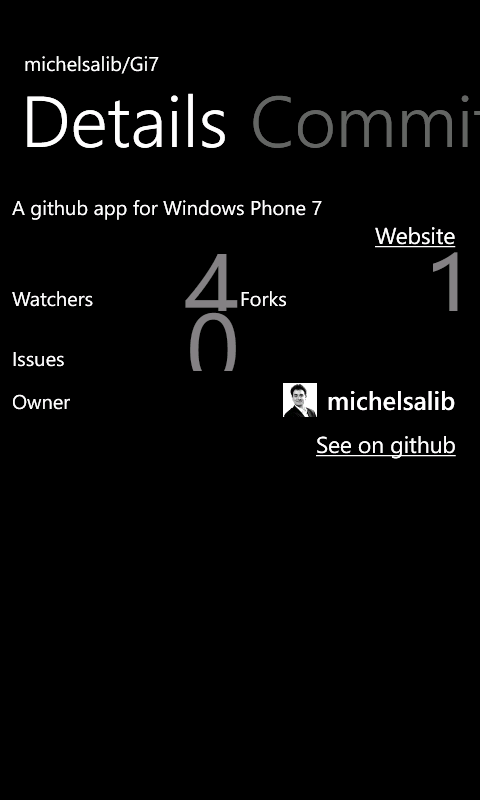 michelsalib/Gi7
Details Commit
A github app for Windows Phone 7
Website
Watchers 4 Forks 1
Issues 0
Owner michelsalib
See on github